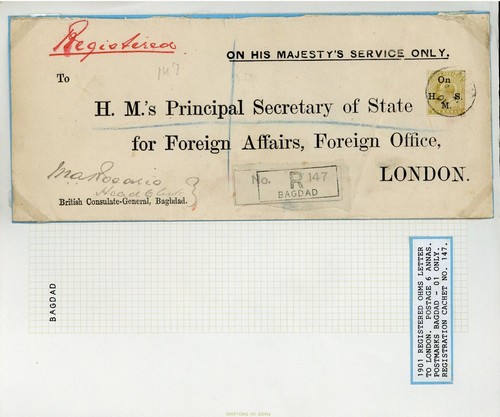 Registered
ON HIS MAJESTY'S SERVICE ONLY.
To
On
H. S.
M.
H. M.'s Principal Secretary of State
for Foreign Affairs, Foreign Office,
LONDON.
No. R 147
BAGDAD
Head Clerk
British Consulate-General, Bagdad.
BAGDAD
1901 REGISTERED OHMS LETTER
TO LONDON. POSTAGE 6 ANNAS.
POSTMARKS BAGDAD - 01 ONLY.
REGISTRATION CACHET NO. 147.